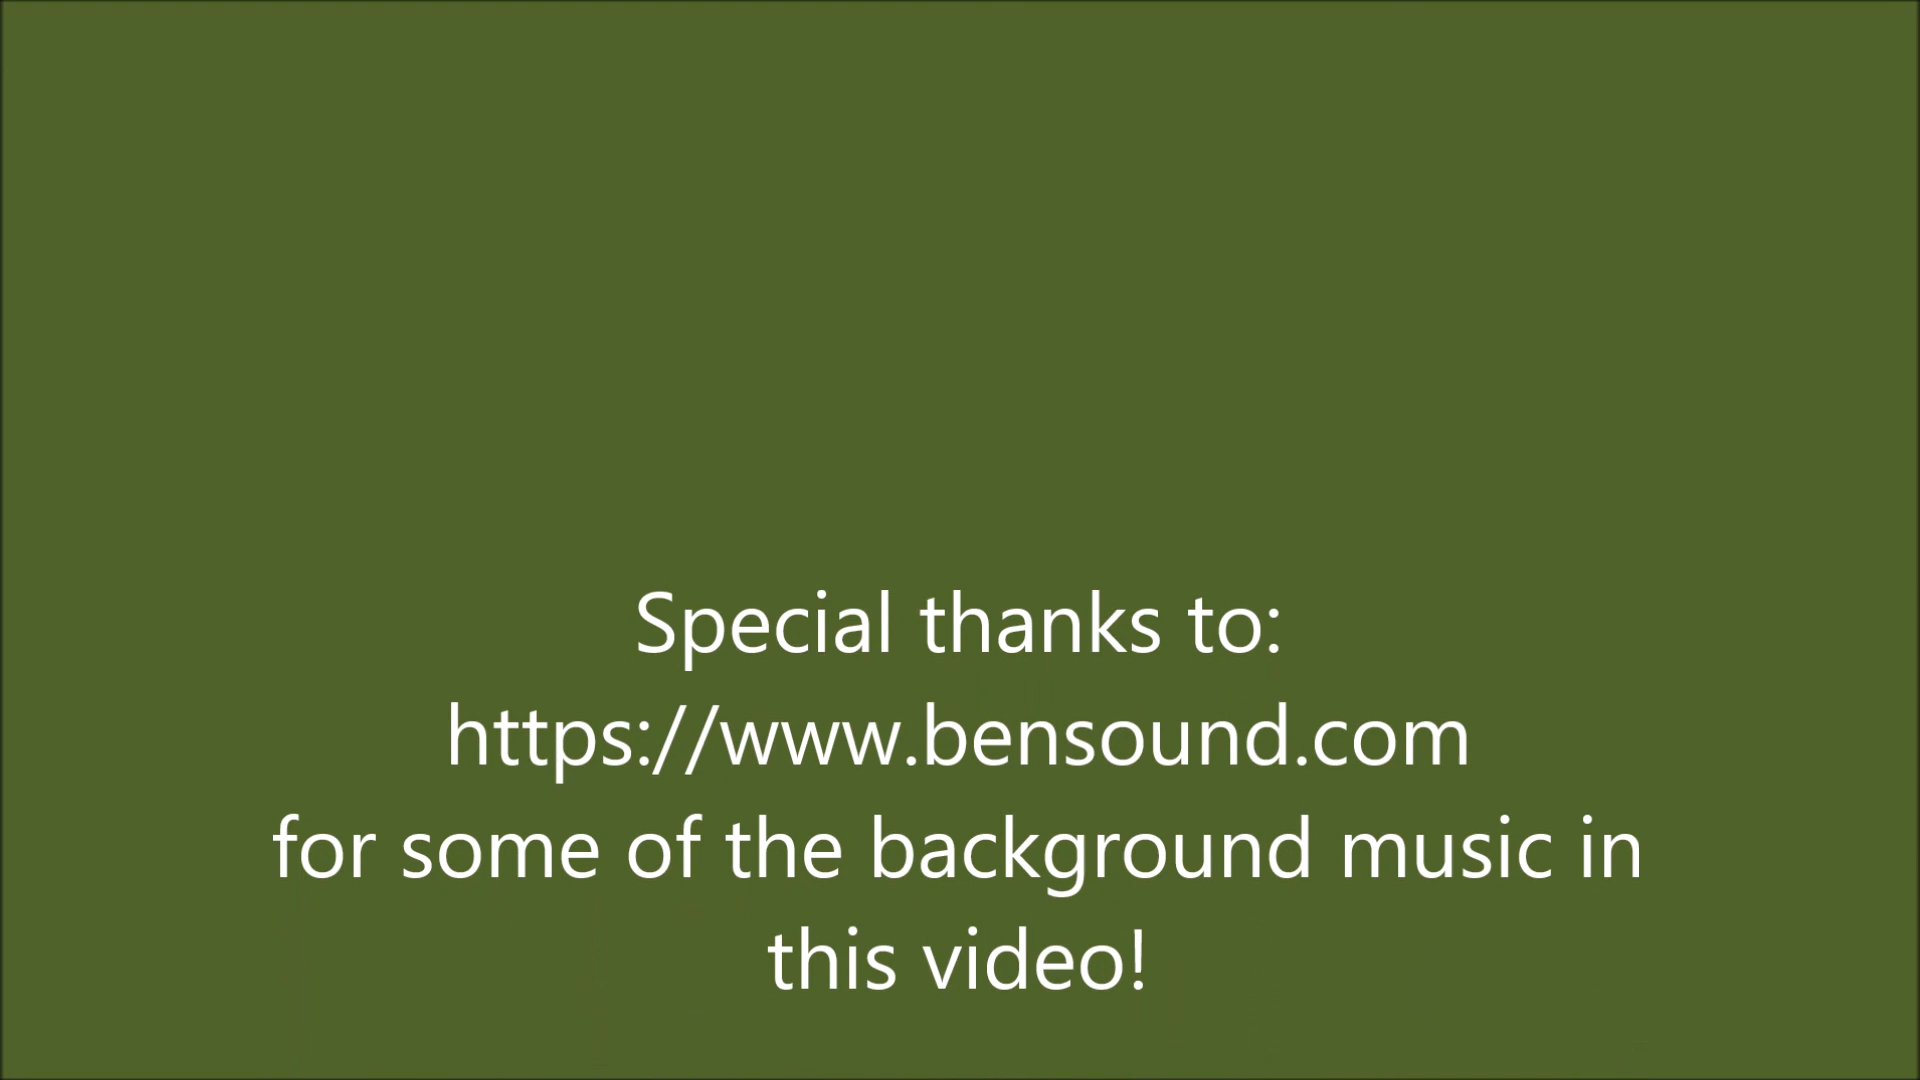 Special thanks to:
https://www.bensound.com
for some of the background music in
this video!